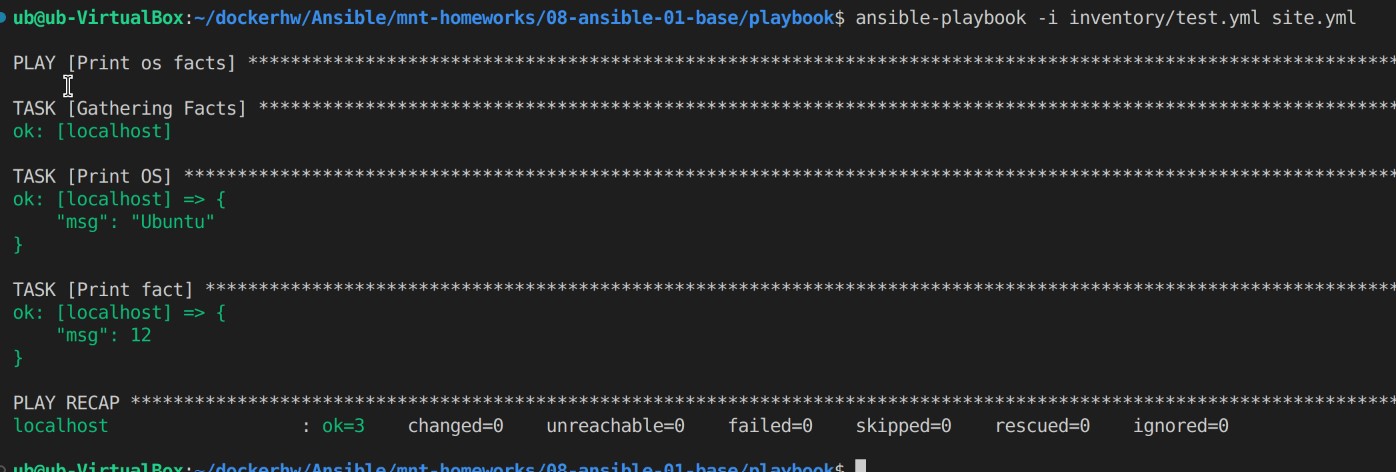 ub@ub-VirtualBox:~/dockerhw/Ansible/mnt-homeworks/08-ansible-01-base/playbook$ ansible-playbook -i inventory/test.yml site.yml
PLAY [Print os facts] ************************************************************************************************************
TASK [Gathering Facts] ***********************************************************************************************************
ok: [localhost]
TASK [Print OS] ******************************************************************************************************************
ok: [localhost] => {
    "msg": "Ubuntu"
}
TASK [Print fact] ****************************************************************************************************************
ok: [localhost] => {
    "msg": 12
}
PLAY RECAP ***********************************************************************************************************************
localhost                  : ok=3    changed=0    unreachable=0    failed=0    skipped=0    rescued=0    ignored=0
ub@ub-VirtualBox:~/dockerhw/Ansible/mnt-homeworks/08-ansible-01-base/playbook$